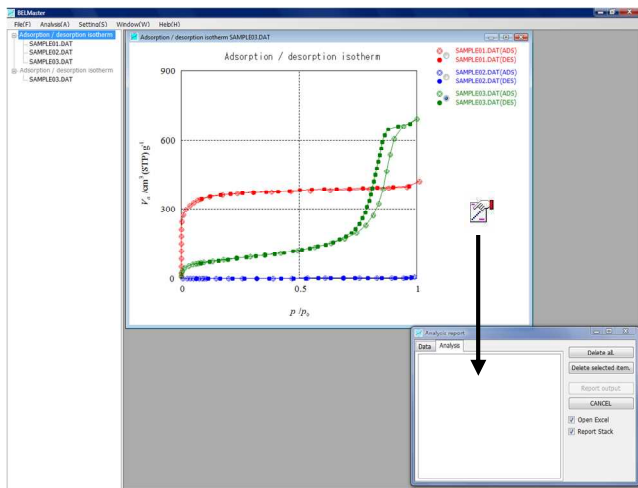 BELMaster
File(F) Analysis(A) Setting(S) Window(W) Help(H)
Adsorption / desorption isotherm
SAMPLE01.DAT
SAMPLE02.DAT
SAMPLE03.DAT
Adsorption / desorption isotherm
SAMPLE03.DAT
Adsorption / desorption isotherm SAMPLE03.DAT
Adsorption / desorption isotherm
SAMPLE01.DAT(ADS)
SAMPLE01.DAT(DES)
SAMPLE02.DAT(ADS)
SAMPLE02.DAT(DES)
SAMPLE03.DAT(ADS)
SAMPLE03.DAT(DES)
900
600
300
0
Va /cm3 (STP) g-1
0 0.5 1
p /p0
Analysis report
Data Analysis
Delete all.
Delete selected item.
Report output
CANCEL
Open Excel
Report Stack